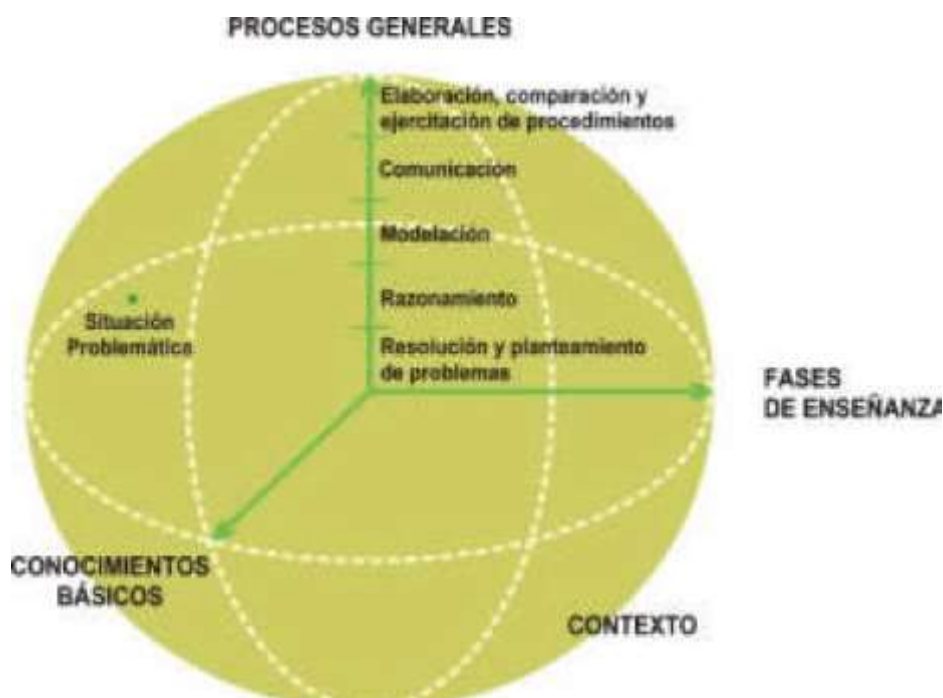 PROCESOS GENERALES
Elaboración, comparación y
ejercitación de procedimientos
Comunicación
Modelación
Razonamiento
Situación
Problemática
Resolución y planteamiento
de problemas
FASES
DE ENSEÑANZA
CONOCIMIENTOS
BÁSICOS
CONTEXTO